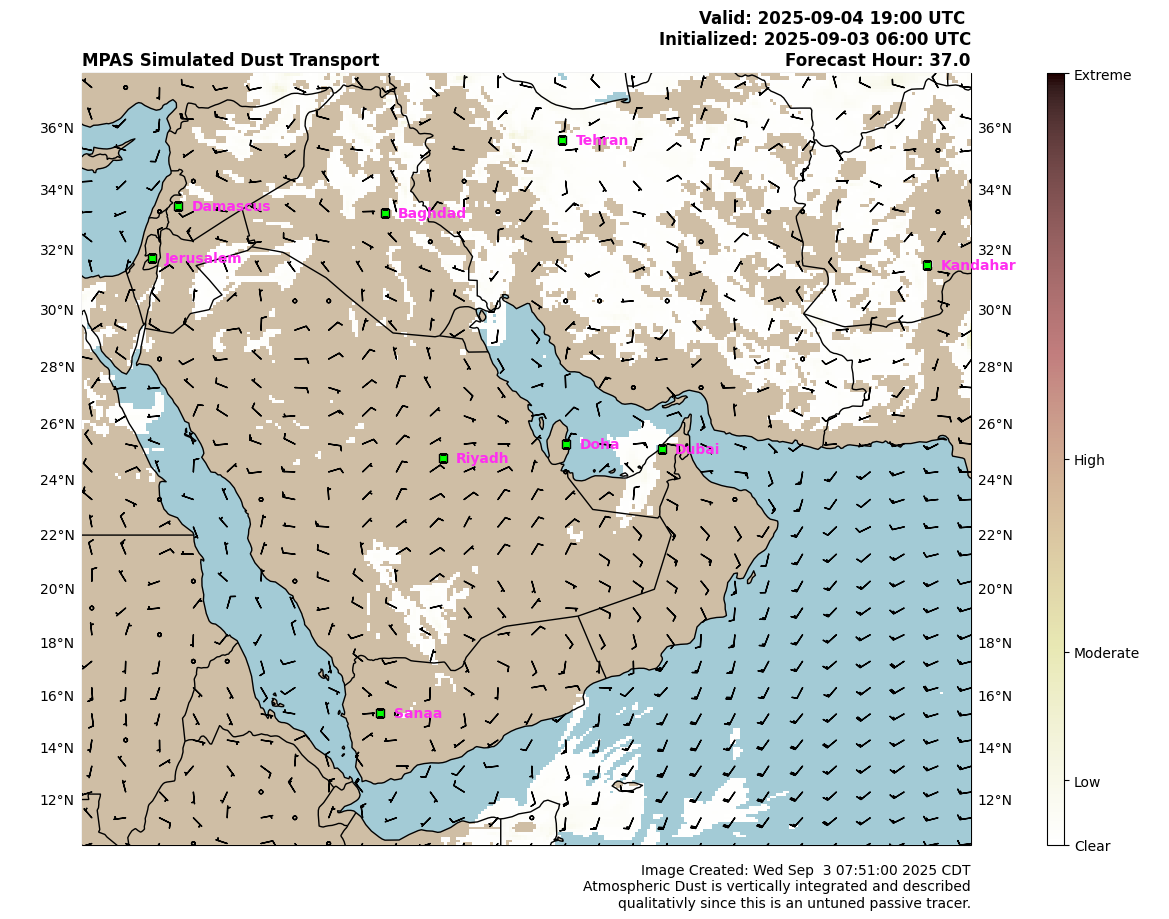 Valid: 2025-09-04 19:00 UTC
Initialized: 2025-09-03 06:00 UTC
MPAS Simulated Dust Transport
Forecast Hour: 37.0
Extreme
High
Moderate
Low
Clear
36°N
34°N
32°N
30°N
28°N
26°N
24°N
22°N
20°N
18°N
16°N
14°N
12°N
36°N
34°N
32°N
30°N
28°N
26°N
24°N
22°N
20°N
18°N
16°N
14°N
12°N
Tehran
Damascus
Baghdad
Jerusalem
Kandahar
Doha
Dubai
Riyadh
Sanaa
Image Created: Wed Sep  3 07:51:00 2025 CDT
Atmospheric Dust is vertically integrated and described
qualitativly since this is an untuned passive tracer.